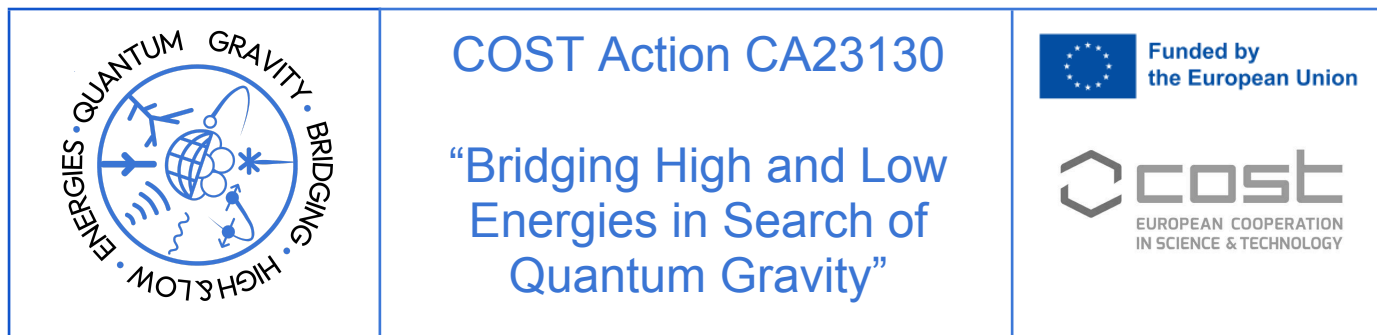 QUANTUM GRAVITY • BRIDGING • HIGH & LOW • ENERGIES •
COST Action CA23130
“Bridging High and Low
Energies in Search of
Quantum Gravity”
Funded by
the European Union
cost
EUROPEAN COOPERATION
IN SCIENCE & TECHNOLOGY